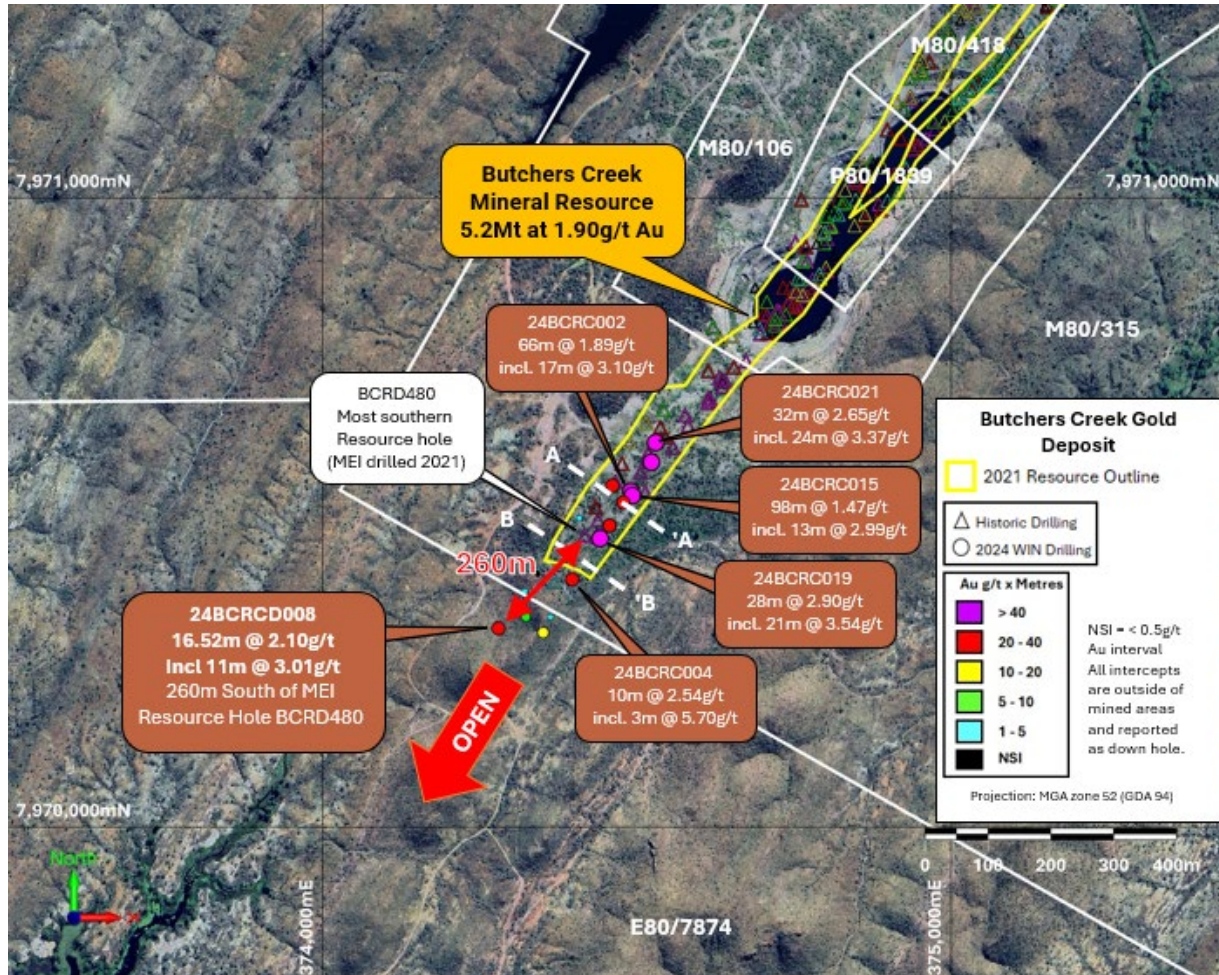 M80/418
M80/106
P80/1839
7,971,000mN
7,971,000mN
Butchers Creek
Mineral Resource
5.2Mt at 1.90g/t Au
M80/315
24BCRC002
66m @ 1.89g/t
incl. 17m @ 3.10g/t
BCRD480
Most southern
Resource hole
(MEI drilled 2021)
24BCRC021
32m @ 2.65g/t
incl. 24m @ 3.37g/t
A
24BCRC015
98m @ 1.47g/t
incl. 13m @ 2.99g/t
B
'A
260m
24BCRC019
28m @ 2.90g/t
incl. 21m @ 3.54g/t
'B
24BCRCD008
16.52m @ 2.10g/t
Incl 11m @ 3.01g/t
260m South of MEI
Resource Hole BCRD480
24BCRC004
10m @ 2.54g/t
incl. 3m @ 5.70g/t
OPEN
Butchers Creek Gold
Deposit
2021 Resource Outline
Historic Drilling
2024 WIN Drilling
Au g/t x Metres
> 40
20 - 40
10 - 20
5 - 10
1 - 5
NSI
NSI = < 0.5g/t
Au interval
All intercepts
are outside of
mined areas
and reported
as down hole.
Projection: MGA zone 52 (GDA 94)
7,970,000mN
0 100 200 400m
North
374,000mE
375,000mE
E80/7874